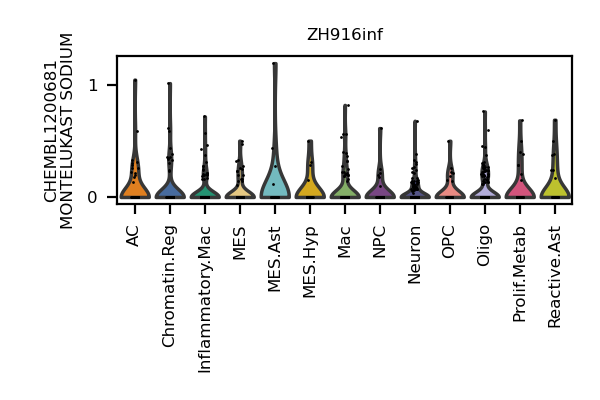 ZH916inf
CHEMBL1200681
MONTELUKAST SODIUM
1
0
AC
Chromatin.Reg
Inflammatory.Mac
MES
MES.Ast
MES.Hyp
Mac
NPC
Neuron
OPC
Oligo
Prolif.Metab
Reactive.Ast